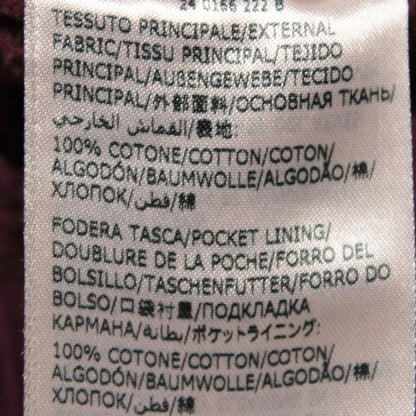 24 0166 222 B
TESSUTO PRINCIPALE/EXTERNAL
FABRIC/TISSU PRINCIPAL/TEJIDO
PRINCIPAL/AUßENGEWEBE/TECIDO
PRINCIPAL/外部面料/ОСНОВНАЯ ТКАНЬ/
القماش الخارجي/表地:
100% COTONE/COTTON/COTON/
ALGODÓN/BAUMWOLLE/ALGODÃO/棉/
ХЛОПОК/قطن/綿
FODERA TASCA/POCKET LINING/
DOUBLURE DE LA POCHE/FORRO DEL
BOLSILLO/TASCHENFUTTER/FORRO DO
BOLSO/口袋衬里/ПОДКЛАДКА
КАРМАНА/بطانة/ポケットライニング:
100% COTONE/COTTON/COTON/
ALGODÓN/BAUMWOLLE/ALGODÃO/棉/
ХЛОПОК/قطن/綿